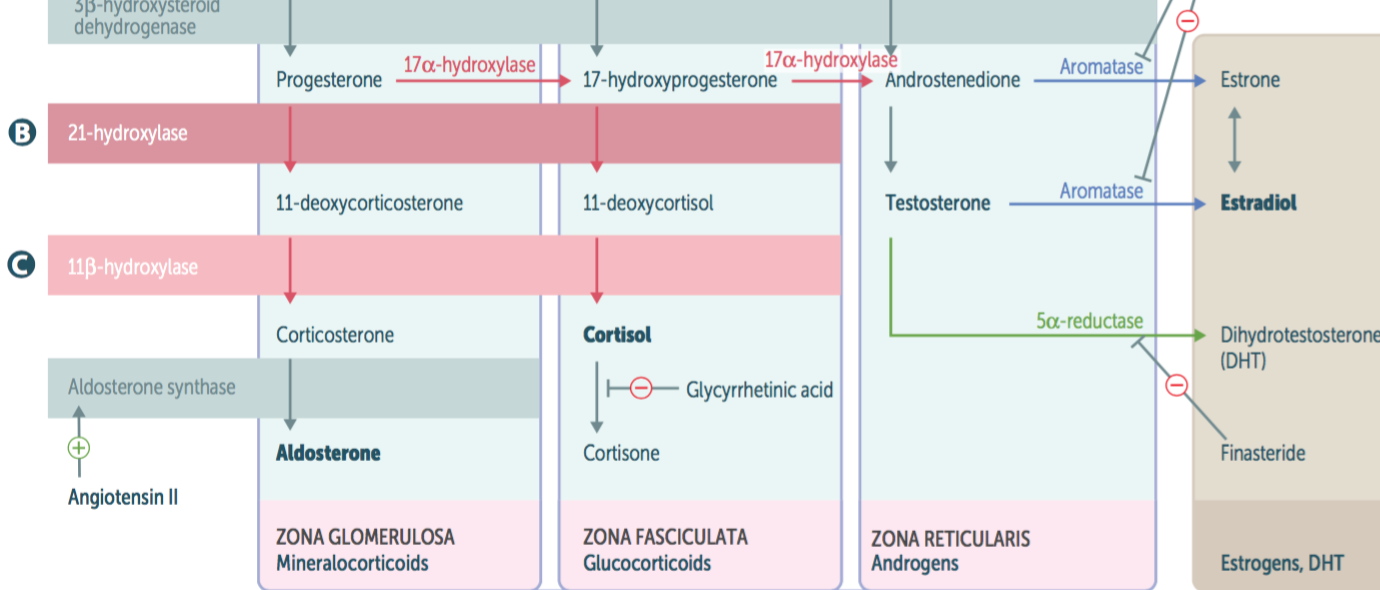 3β-hydroxysteroid
dehydrogenase
17α-hydroxylase
17α-hydroxylase
Progesterone
17-hydroxyprogesterone
Androstenedione
Aromatase
Estrone
B
21-hydroxylase
11-deoxycorticosterone
11-deoxycortisol
Testosterone
Aromatase
Estradiol
C
11β-hydroxylase
Corticosterone
Cortisol
5α-reductase
Dihydrotestosterone
(DHT)
Aldosterone synthase
Glycyrrhetinic acid
Aldosterone
Cortisone
Finasteride
Angiotensin II
ZONA GLOMERULOSA
Mineralocorticoids
ZONA FASCICULATA
Glucocorticoids
ZONA RETICULARIS
Androgens
Estrogens, DHT